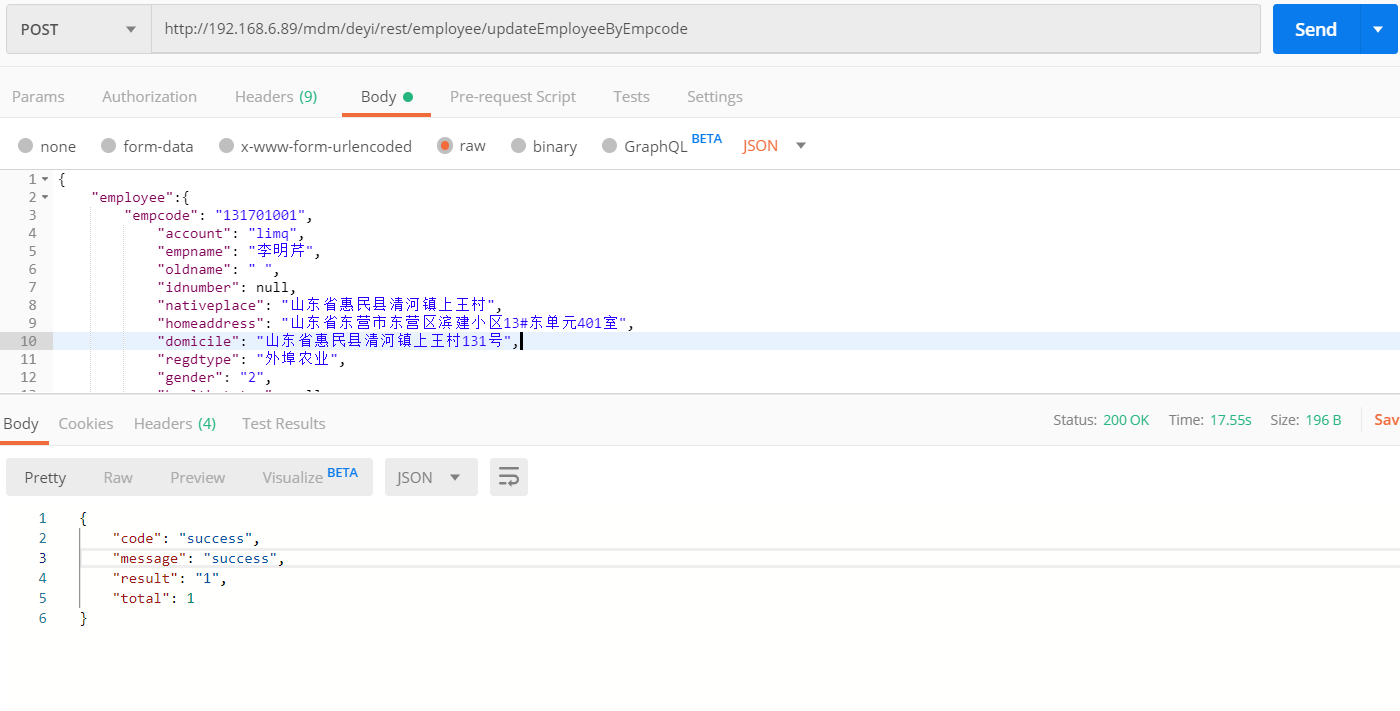 POST http://192.168.6.89/mdm/deyi/rest/employee/updateEmployeeByEmpcode Send
Params Authorization Headers (9) Body Pre-request Script Tests Settings
none form-data x-www-form-urlencoded raw binary GraphQL BETA JSON
1 {
2 "employee":{
3 "empcode": "131701001",
4 "account": "limq",
5 "empname": "李明芹",
6 "oldname": " ",
7 "idnumber": null,
8 "nativeplace": "山东省惠民县清河镇上王村",
9 "homeaddress": "山东省东营市东营区滨建小区13#东单元401室",
10 "domicile": "山东省惠民县清河镇上王村131号",
11 "regdtype": "外埠农业",
12 "gender": "2",
Body Cookies Headers (4) Test Results Status: 200 OK Time: 17.55s Size: 196 B Sav
Pretty Raw Preview Visualize BETA JSON
1 {
2 "code": "success",
3 "message": "success",
4 "result": "1",
5 "total": 1
6 }